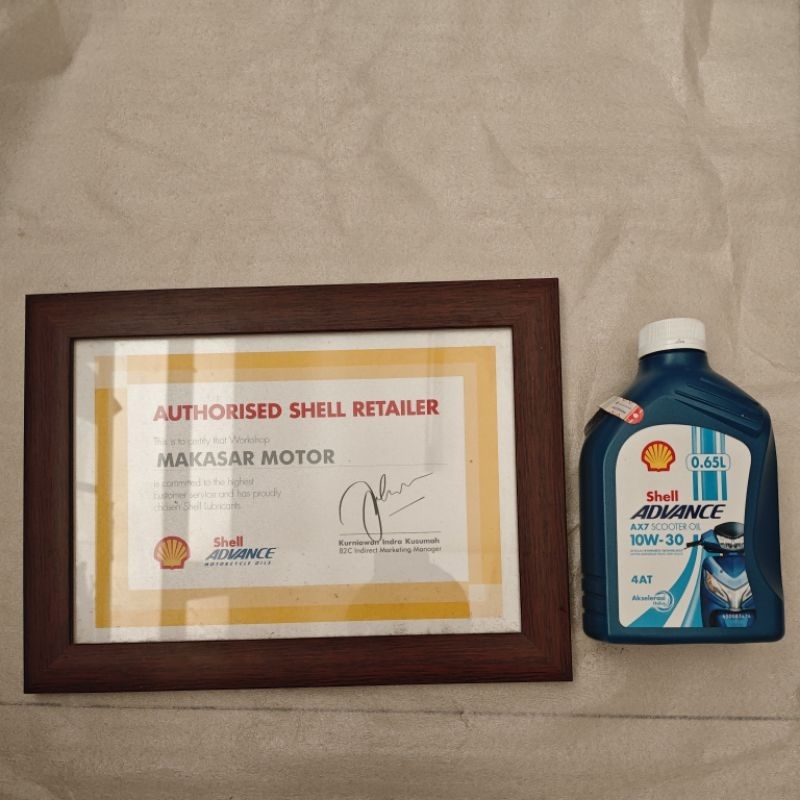 AUTHORISED SHELL RETAILER
This is to certify that Workshop
MAKASAR MOTOR
is committed to the highest
customer service and has proudly
chosen Shell Lubricants
Kurniawan Indra Kusumah
B2C Indirect Marketing Manager
Shell
ADVANCE
MOTORCYCLE OILS
0.65L
Shell
ADVANCE
AX7 SCOOTER OIL
10W-30
4AT
Akselerasi